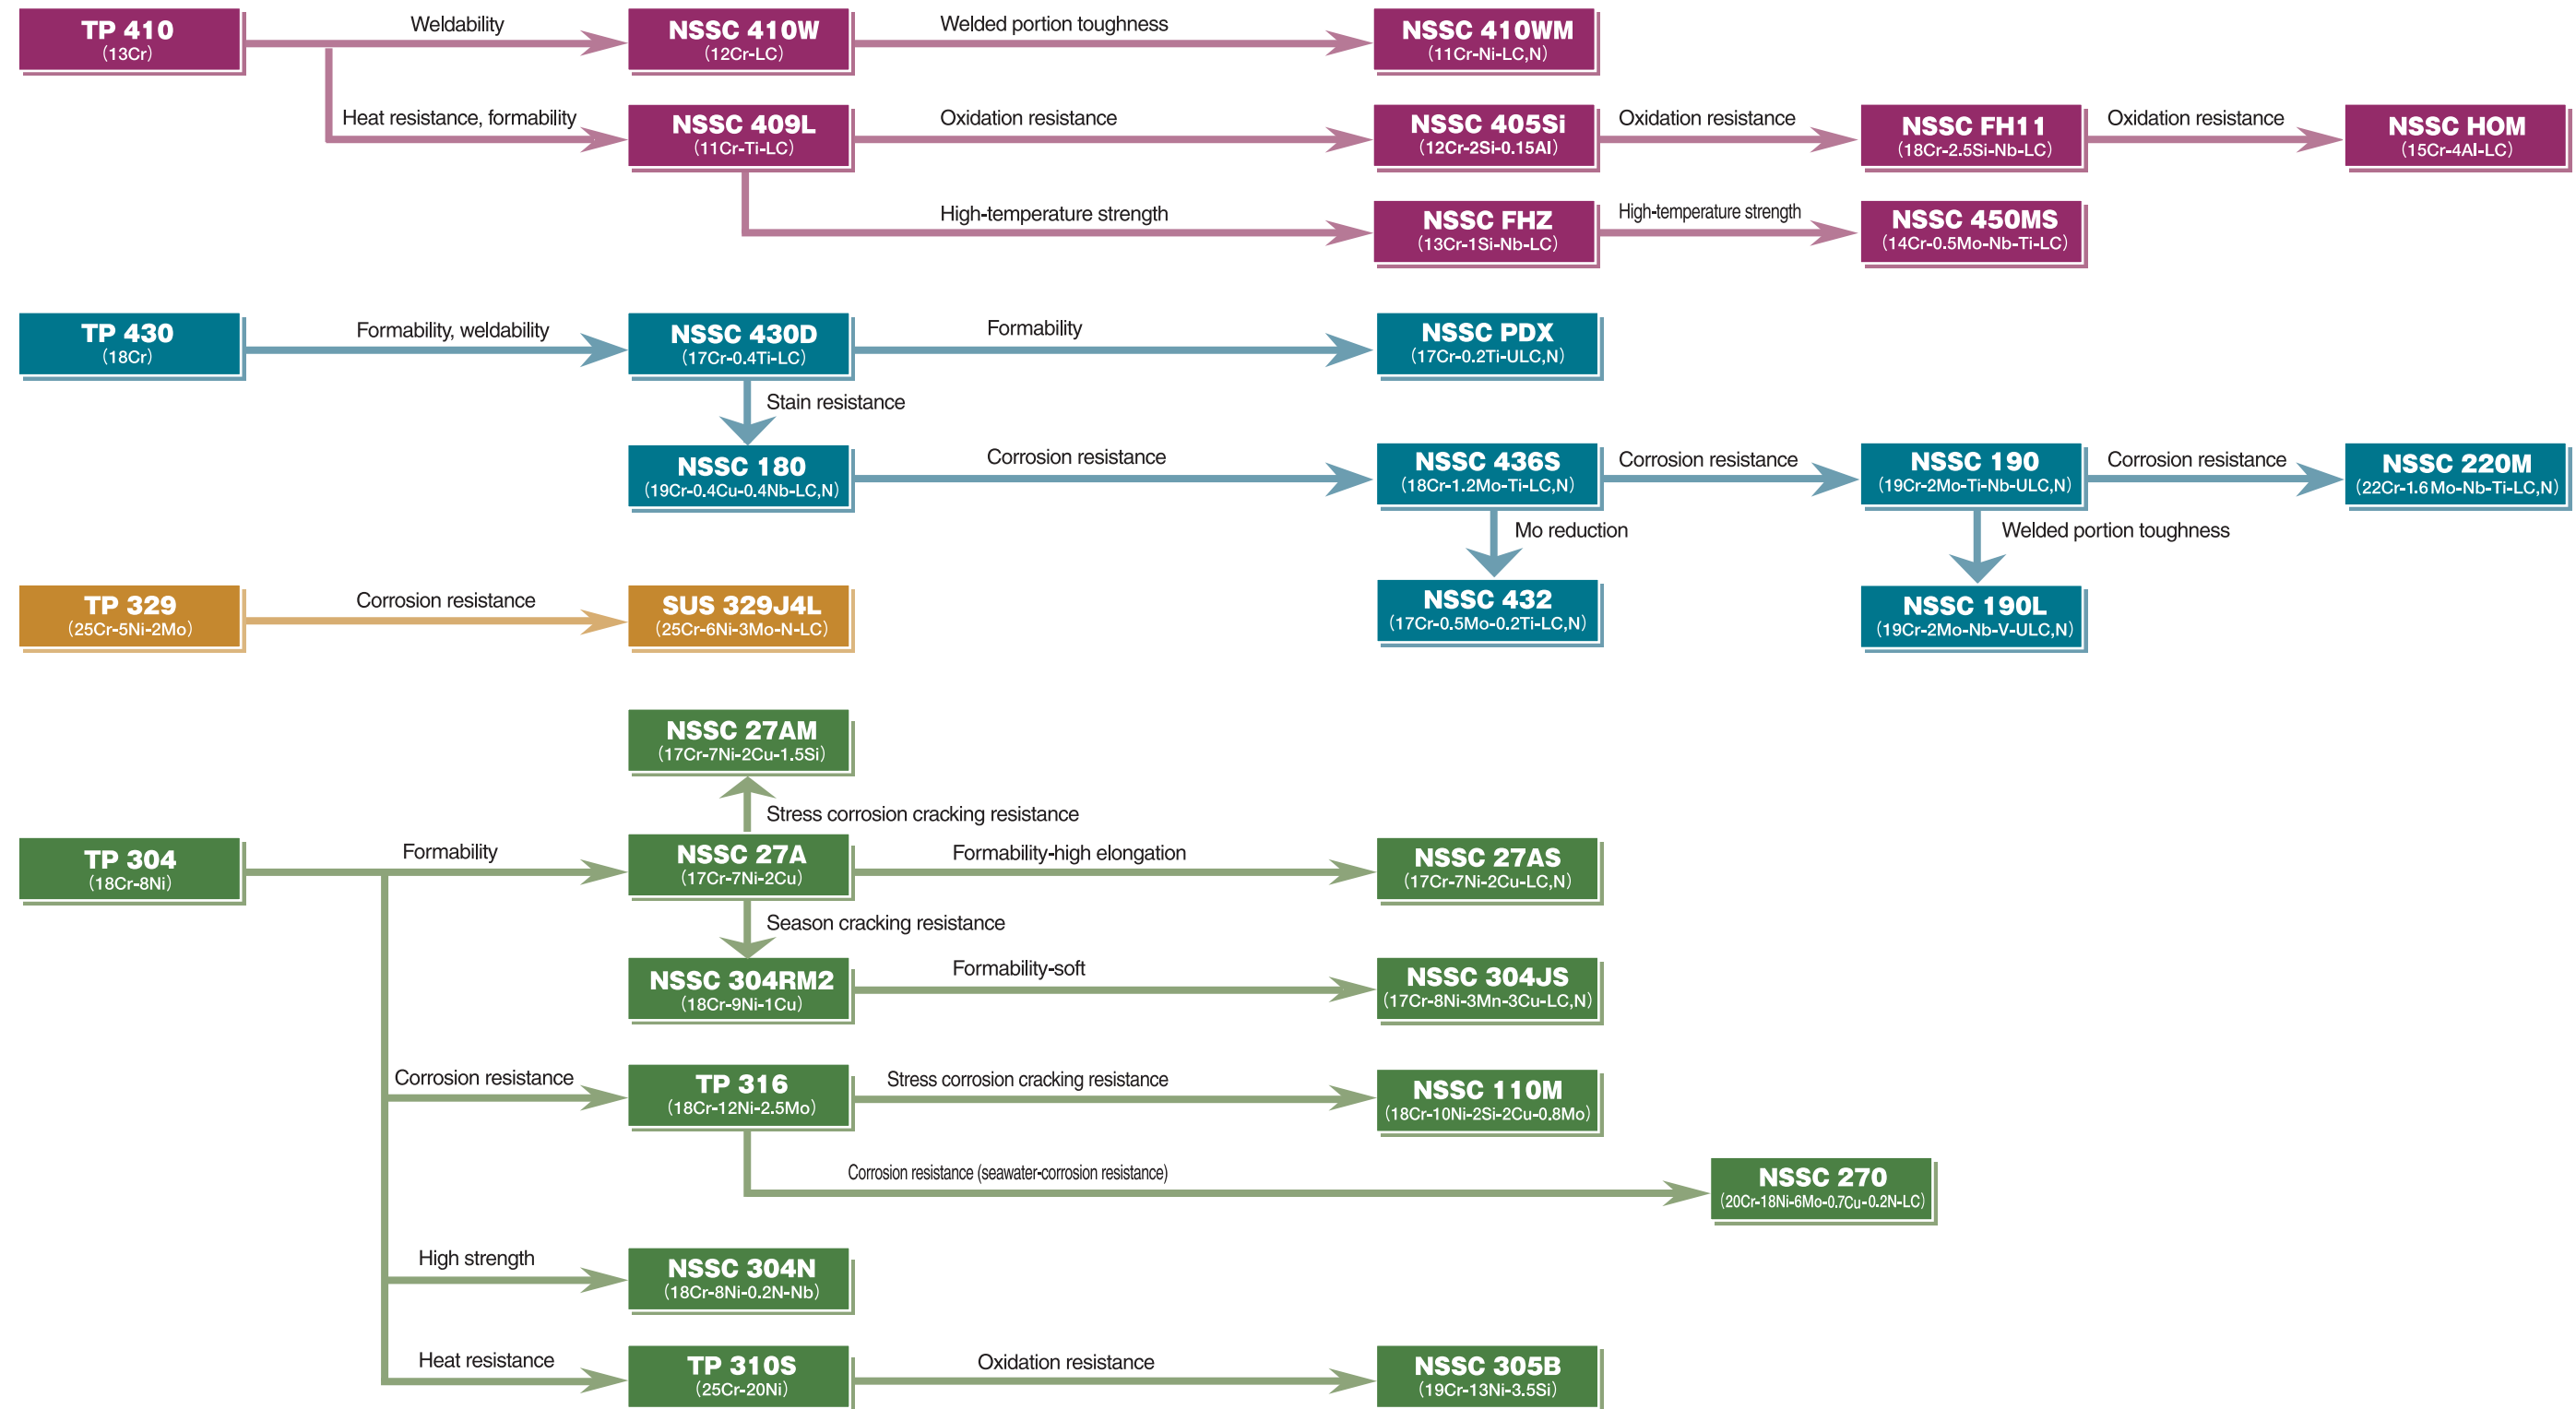 TP 410
(13Cr)
Weldability
NSSC 410W
(12Cr-LC)
Welded portion toughness
NSSC 410WM
(11Cr-Ni-LC,N)
Heat resistance, formability
NSSC 409L
(11Cr-Ti-LC)
Oxidation resistance
NSSC 405Si
(12Cr-2Si-0.15Al)
Oxidation resistance
NSSC FH11
(18Cr-2.5Si-Nb-LC)
Oxidation resistance
NSSC HOM
(15Cr-4Al-LC)
High-temperature strength
NSSC FHZ
(13Cr-1Si-Nb-LC)
High-temperature strength
NSSC 450MS
(14Cr-0.5Mo-Nb-Ti-LC)
TP 430
(18Cr)
Formability, weldability
NSSC 430D
(17Cr-0.4Ti-LC)
Formability
NSSC PDX
(17Cr-0.2Ti-ULC,N)
Stain resistance
NSSC 180
(19Cr-0.4Cu-0.4Nb-LC,N)
Corrosion resistance
NSSC 436S
(18Cr-1.2Mo-Ti-LC,N)
Corrosion resistance
NSSC 190
(19Cr-2Mo-Ti-Nb-ULC,N)
Corrosion resistance
NSSC 220M
(22Cr-1.6Mo-Nb-Ti-LC,N)
Mo reduction
Welded portion toughness
NSSC 432
(17Cr-0.5Mo-0.2Ti-LC,N)
NSSC 190L
(19Cr-2Mo-Nb-V-ULC,N)
TP 329
(25Cr-5Ni-2Mo)
Corrosion resistance
SUS 329J4L
(25Cr-6Ni-3Mo-N-LC)
NSSC 27AM
(17Cr-7Ni-2Cu-1.5Si)
Stress corrosion cracking resistance
TP 304
(18Cr-8Ni)
Formability
NSSC 27A
(17Cr-7Ni-2Cu)
Formability-high elongation
NSSC 27AS
(17Cr-7Ni-2Cu-LC,N)
Season cracking resistance
NSSC 304RM2
(18Cr-9Ni-1Cu)
Formability-soft
NSSC 304JS
(17Cr-8Ni-3Mn-3Cu-LC,N)
Corrosion resistance
TP 316
(18Cr-12Ni-2.5Mo)
Stress corrosion cracking resistance
NSSC 110M
(18Cr-10Ni-2Si-2Cu-0.8Mo)
Corrosion resistance (seawater-corrosion resistance)
NSSC 270
(20Cr-18Ni-6Mo-0.7Cu-0.2N-LC)
High strength
NSSC 304N
(18Cr-8Ni-0.2N-Nb)
Heat resistance
TP 310S
(25Cr-20Ni)
Oxidation resistance
NSSC 305B
(19Cr-13Ni-3.5Si)